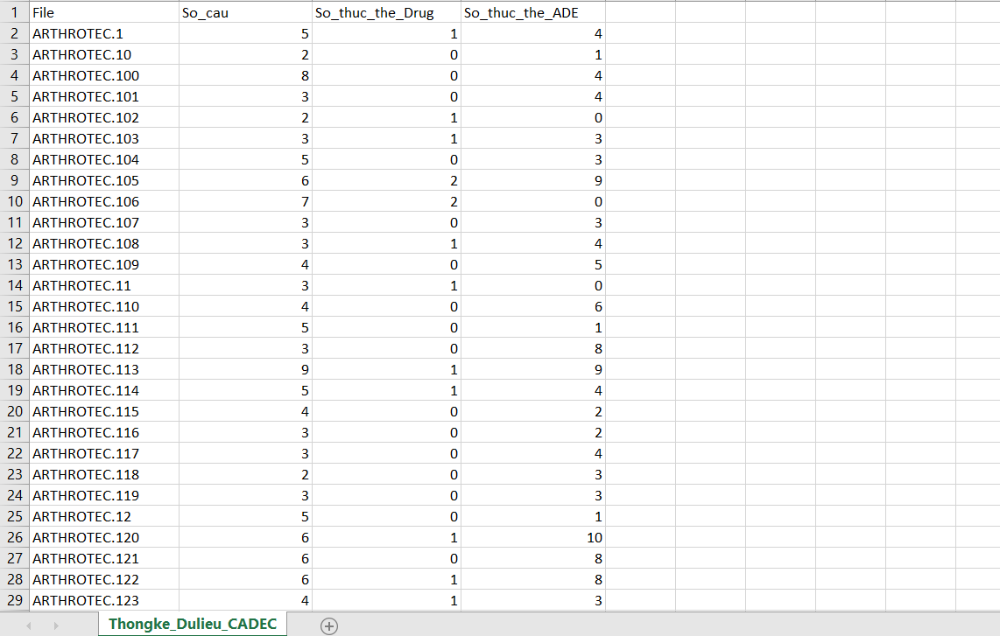 1 File So_cau So_thuc_the_Drug So_thuc_the_ADE
2 ARTHROTEC.1 5 1 4
3 ARTHROTEC.10 2 0 1
4 ARTHROTEC.100 8 0 4
5 ARTHROTEC.101 3 0 4
6 ARTHROTEC.102 2 1 0
7 ARTHROTEC.103 3 1 3
8 ARTHROTEC.104 5 0 3
9 ARTHROTEC.105 6 2 9
10 ARTHROTEC.106 7 2 0
11 ARTHROTEC.107 3 0 3
12 ARTHROTEC.108 3 1 4
13 ARTHROTEC.109 4 0 5
14 ARTHROTEC.11 3 1 0
15 ARTHROTEC.110 4 0 6
16 ARTHROTEC.111 5 0 1
17 ARTHROTEC.112 3 0 8
18 ARTHROTEC.113 9 1 9
19 ARTHROTEC.114 5 1 4
20 ARTHROTEC.115 4 0 2
21 ARTHROTEC.116 3 0 2
22 ARTHROTEC.117 3 0 4
23 ARTHROTEC.118 2 0 3
24 ARTHROTEC.119 3 0 3
25 ARTHROTEC.12 5 0 1
26 ARTHROTEC.120 6 1 10
27 ARTHROTEC.121 6 0 8
28 ARTHROTEC.122 6 1 8
29 ARTHROTEC.123 4 1 3
Thongke_Dulieu_CADEC